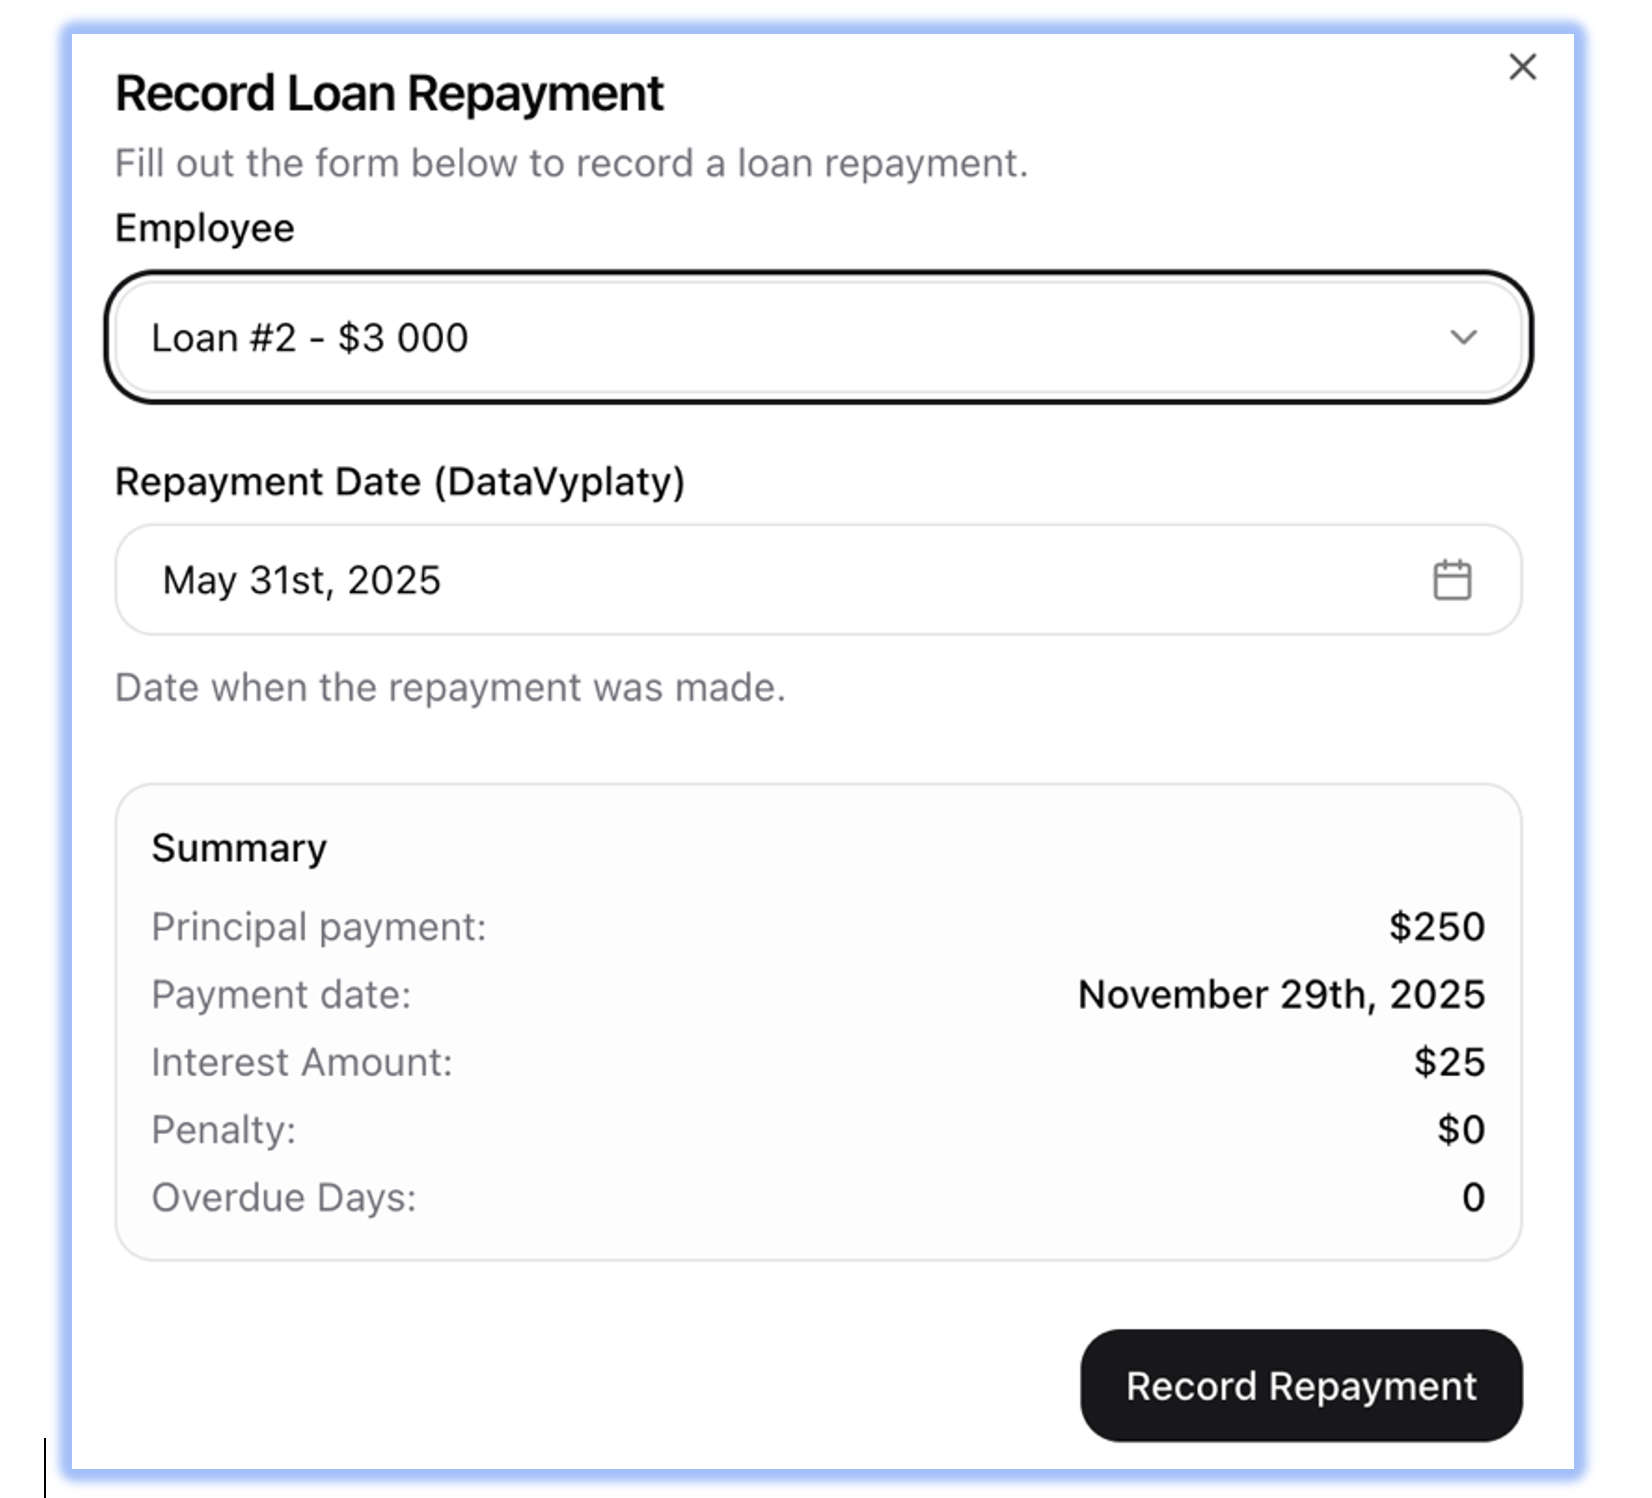 Record Loan Repayment
Fill out the form below to record a loan repayment.
Employee
Loan #2 - $3 000
Repayment Date (DataVyplaty)
May 31st, 2025
Date when the repayment was made.
Summary
Principal payment: $250
Payment date: November 29th, 2025
Interest Amount: $25
Penalty: $0
Overdue Days: 0
Record Repayment